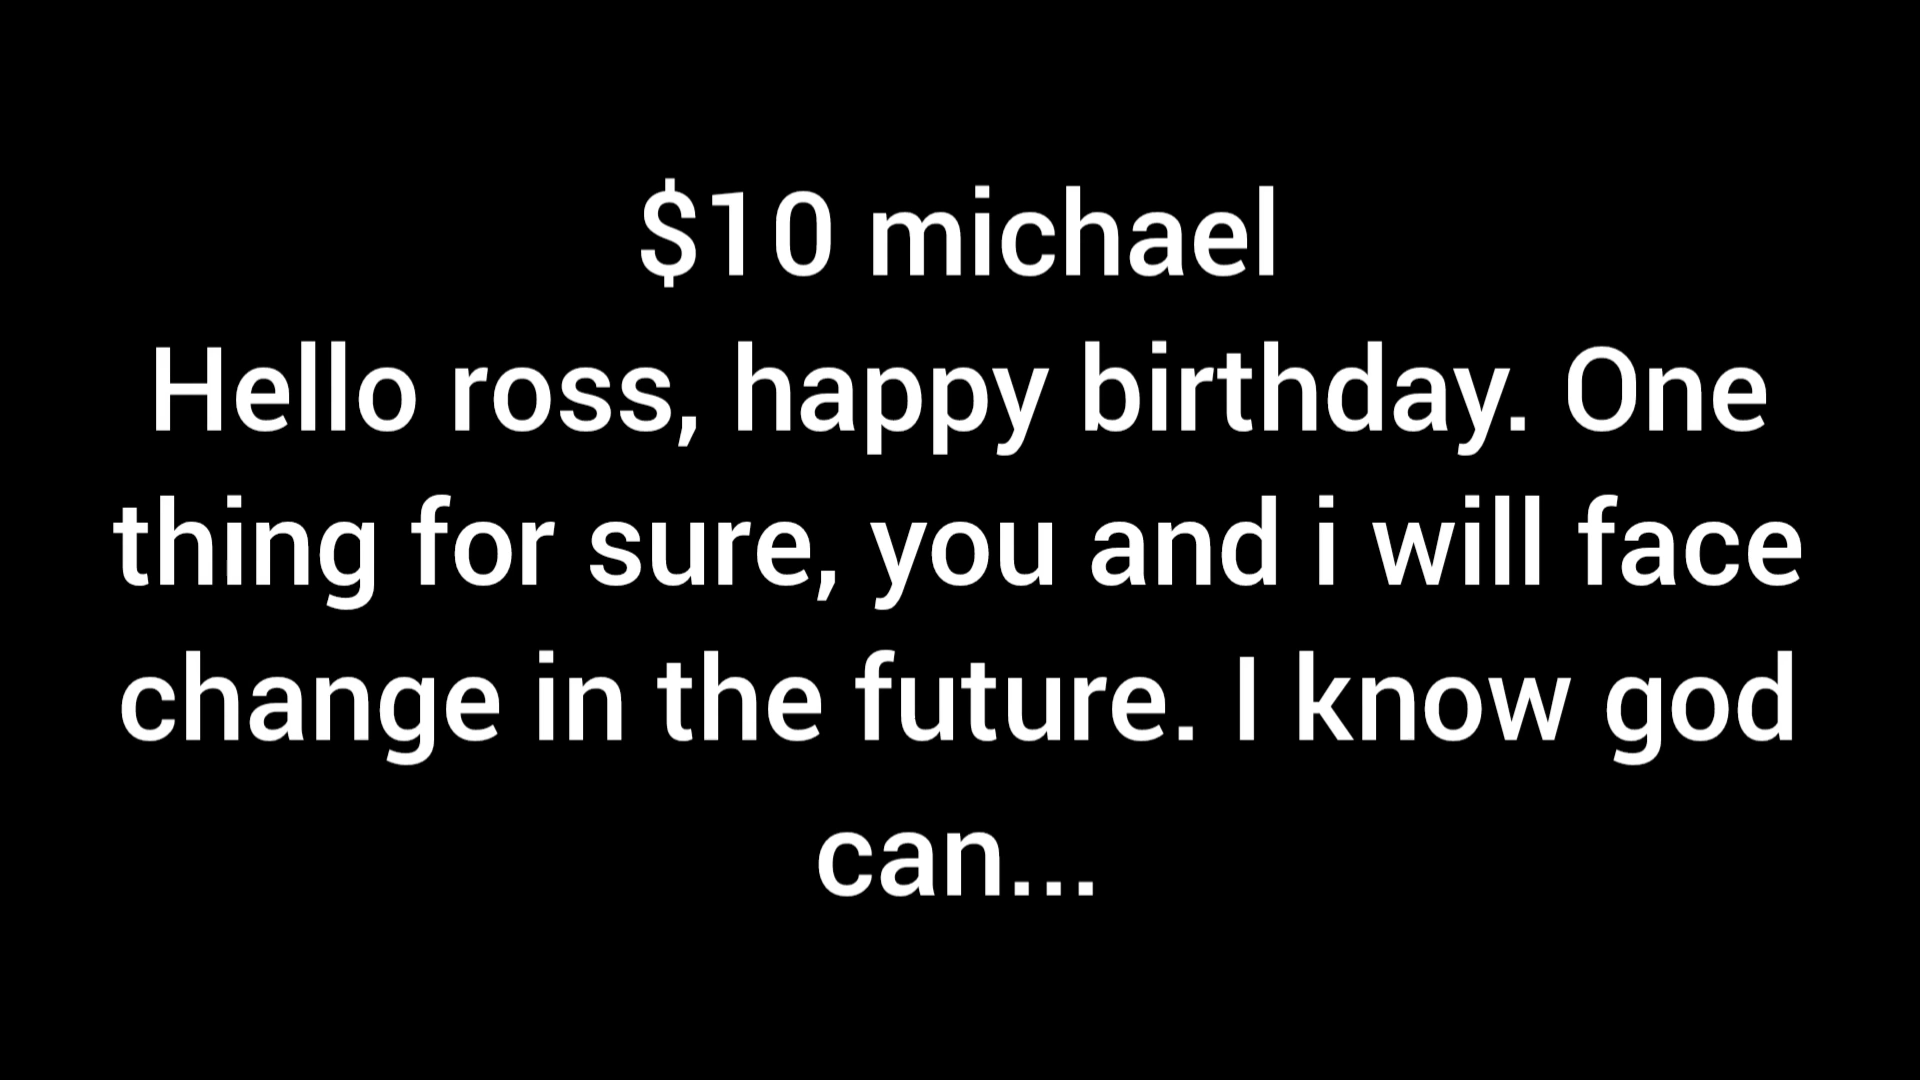 $10 michael
Hello ross, happy birthday. One
thing for sure, you and i will face
change in the future. I know god
can...